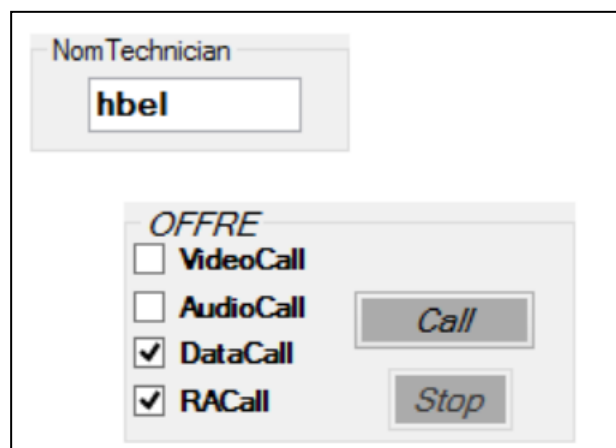 NomTechnician
hbel
OFFRE
VideoCall
AudioCall
Call
DataCall
RACall
Stop